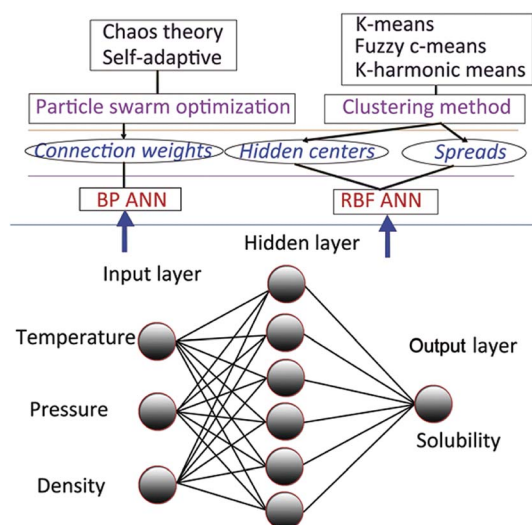 Chaos theory
Self-adaptive
K-means
Fuzzy c-means
K-harmonic means
Particle swarm optimization
Clustering method
Connection weights
Hidden centers
Spreads
BP ANN
RBF ANN
Hidden layer
Input layer
Temperature
Output layer
Pressure
Solubility
Density